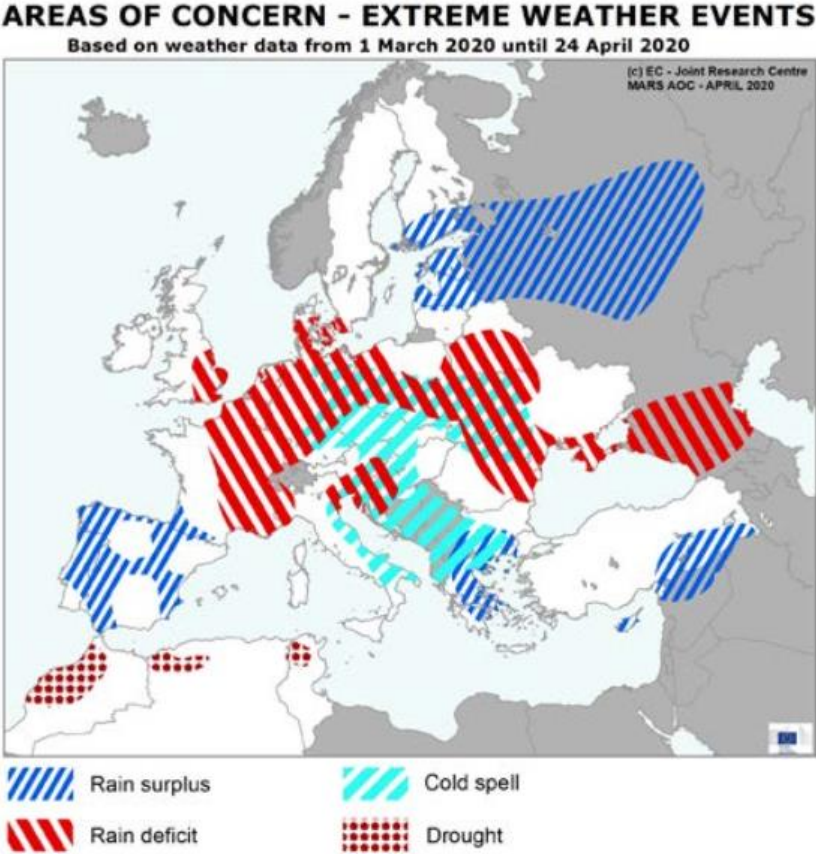 AREAS OF CONCERN - EXTREME WEATHER EVENTS
Based on weather data from 1 March 2020 until 24 April 2020
(c) EC - Joint Research Centre
MARS AOC - APRIL 2020
Rain surplus
Cold spell
Rain deficit
Drought